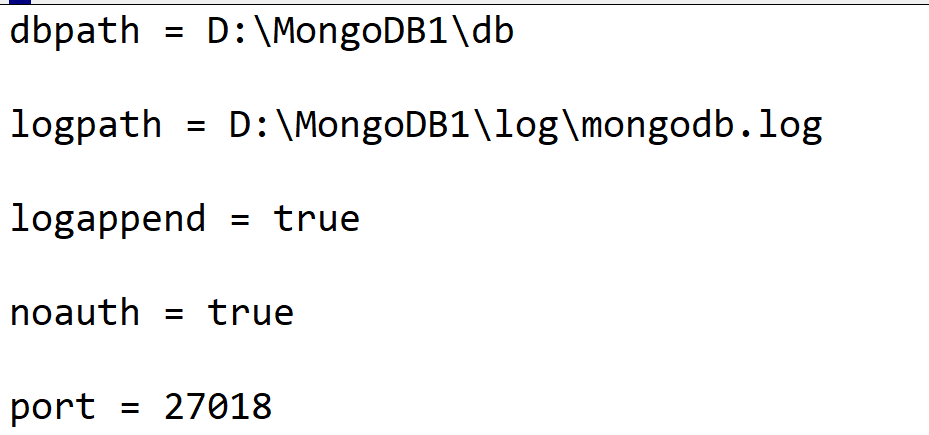 dbpath = D:\MongoDB1\db
logpath = D:\MongoDB1\log\mongodb.log
logappend = true
noauth = true
port = 27018